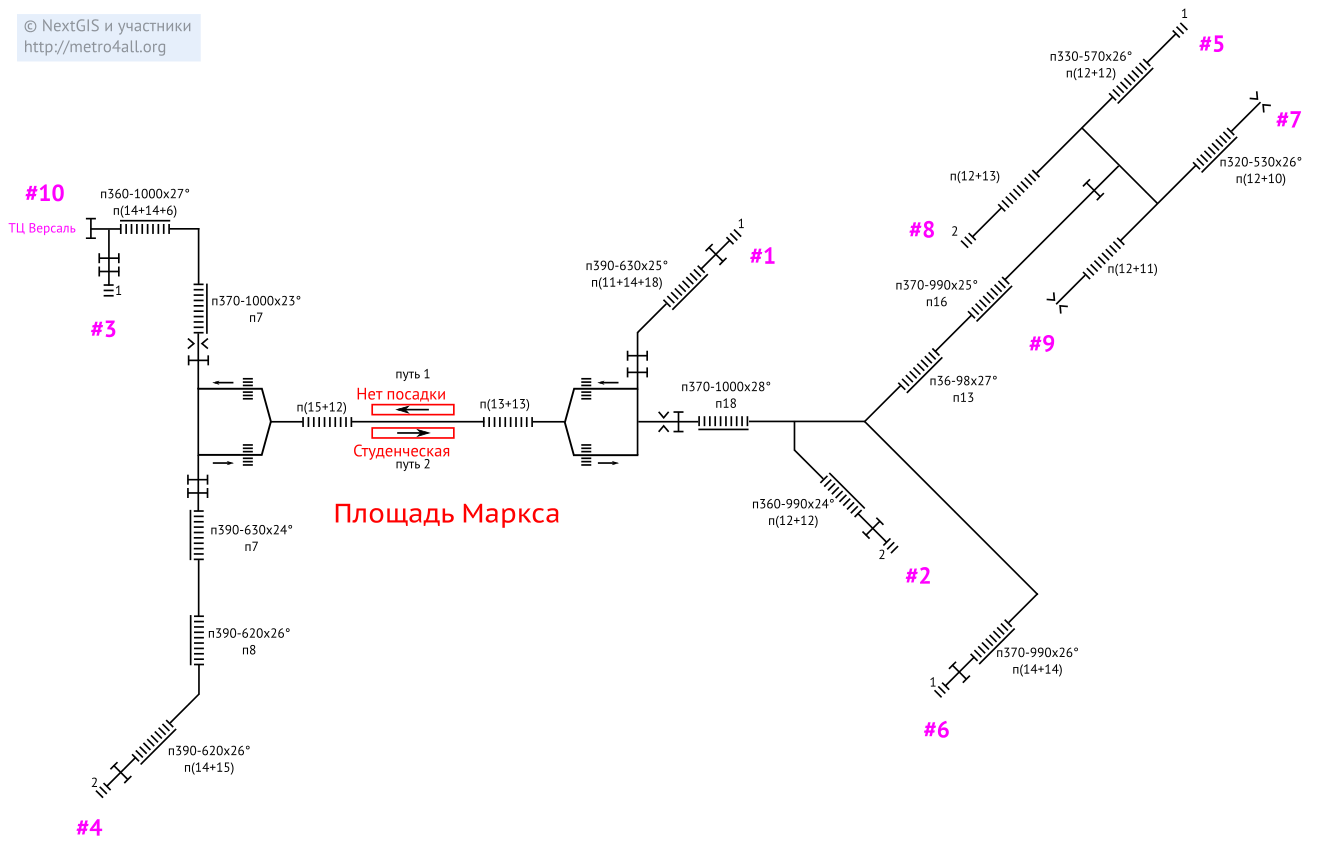 © NextGIS и участники
http://metro4all.org
1
#5
п330-570x26°
п(12+12)
#7
п320-530x26°
п(12+10)
п(12+13)
2
#8
#10
п360-1000x27°
п(14+14+6)
ТЦ Версаль
1
#3
п370-1000x23°
п7
1
#1
п390-630x25°
п(11+14+18)
п(12+11)
#9
п370-990x25°
п16
п36-98x27°
п13
путь 1
Нет посадки
п(15+12)
п(13+13)
п370-1000x28°
п18
Студенческая
путь 2
Площадь Маркса
п360-990x24°
п(12+12)
2
#2
п390-630x24°
п7
п390-620x26°
п8
п370-990x26°
п(14+14)
1
#6
п390-620x26°
п(14+15)
2
#4